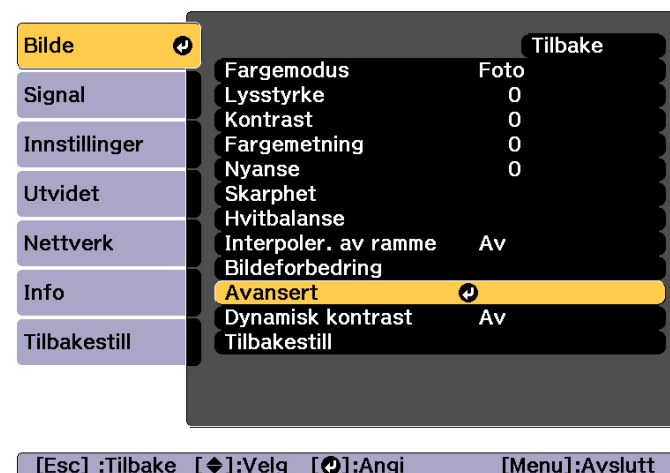 Bilde
Signal
Innstillinger
Utvidet
Nettverk
Info
Tilbakestill
Tilbake
Fargemodus Foto
Lysstyrke 0
Kontrast 0
Fargemetning 0
Nyanse 0
Skarphet
Hvitbalanse
Interpoler. av ramme Av
Bildeforbedring
Avansert
Dynamisk kontrast Av
Tilbakestill
[Esc] :Tilbake [◆]:Velg [↵]:Angi [Menu]:Avslutt